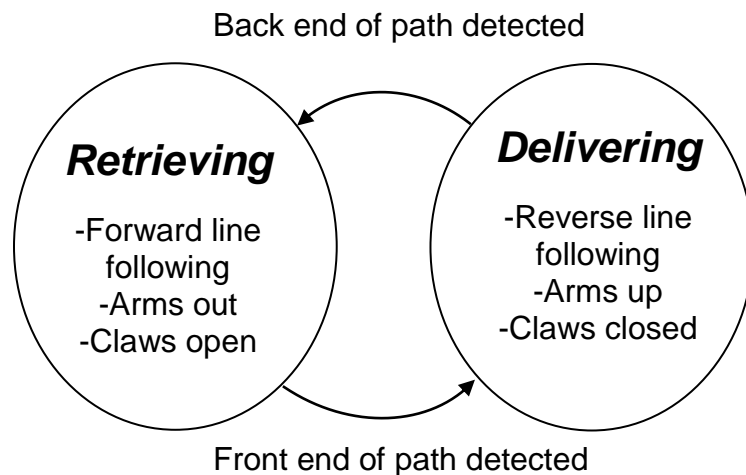 Back end of path detected
Retrieving
-Forward line
following
-Arms out
-Claws open
Delivering
-Reverse line
following
-Arms up
-Claws closed
Front end of path detected